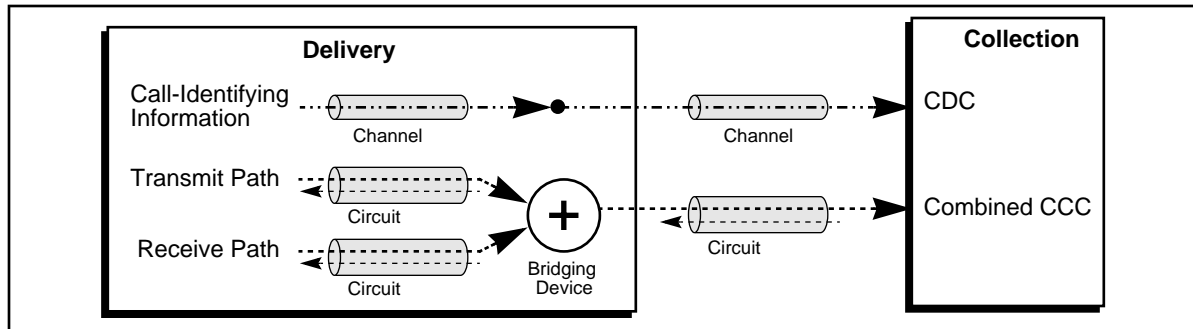 Delivery
Collection
Call-Identifying
Information
Channel
Channel
CDC
Transmit Path
Circuit
+
Combined CCC
Circuit
Receive Path
Circuit
Bridging
Device